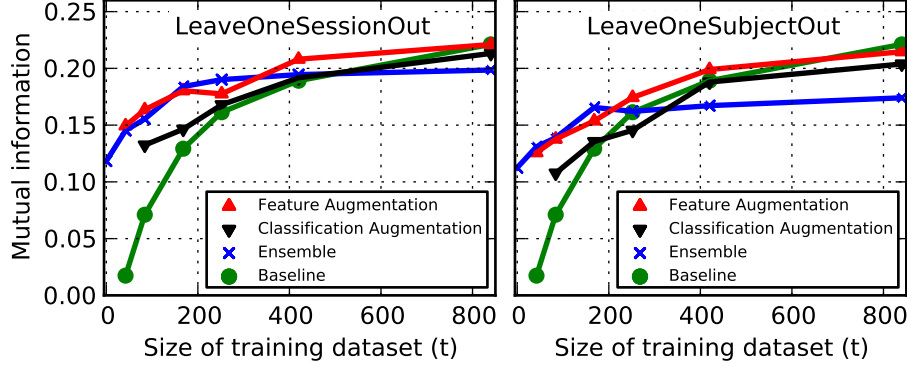 LeaveOneSessionOut
LeaveOneSubjectOut
Mutual information
0.25
0.20
0.15
0.10
0.05
0.00
Feature Augmentation
Classification Augmentation
Ensemble
Baseline
0 200 400 600 800
Size of training dataset (t)
Feature Augmentation
Classification Augmentation
Ensemble
Baseline
0 200 400 600 800
Size of training dataset (t)